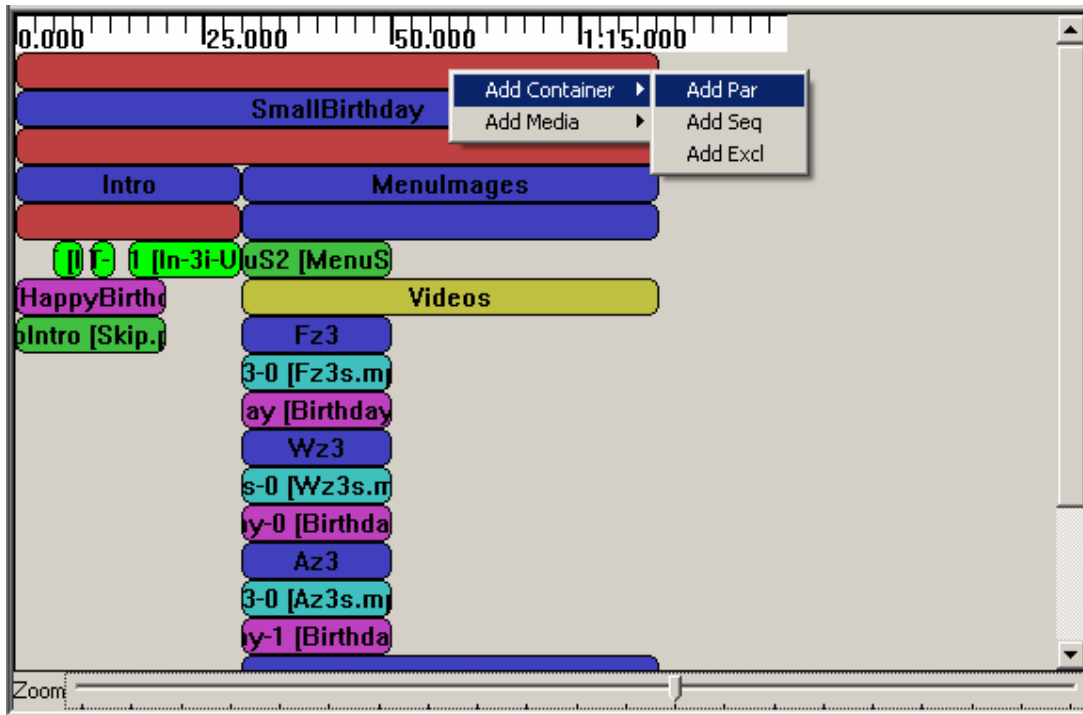 0.000 25.000 50.000 1:15.000
Add Container Add Par
SmallBirthday Add Media Add Seq
Add Excl
Intro MenuImages
1 [In-3i-U uS2 [MenuS
[HappyBirthd Videos
oIntro [Skip.p Fz3
3-0 [Fz3s.m
ay [Birthday
Wz3
s-0 [Wz3s.m
y-0 [Birthda
Az3
3-0 [Az3s.m
y-1 [Birthda
Zoom